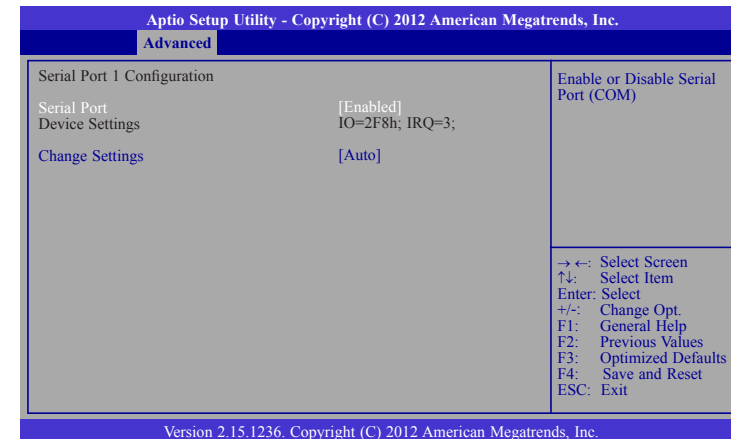 Aptio Setup Utility - Copyright (C) 2012 American Megatrends, Inc.
Advanced
Serial Port 1 Configuration
Serial Port [Enabled]
Device Settings IO=2F8h; IRQ=3;
Change Settings [Auto]
Enable or Disable Serial
Port (COM)
→ ←: Select Screen
↑↓: Select Item
Enter: Select
+/-: Change Opt.
F1: General Help
F2: Previous Values
F3: Optimized Defaults
F4: Save and Reset
ESC: Exit
Version 2.15.1236. Copyright (C) 2012 American Megatrends, Inc.